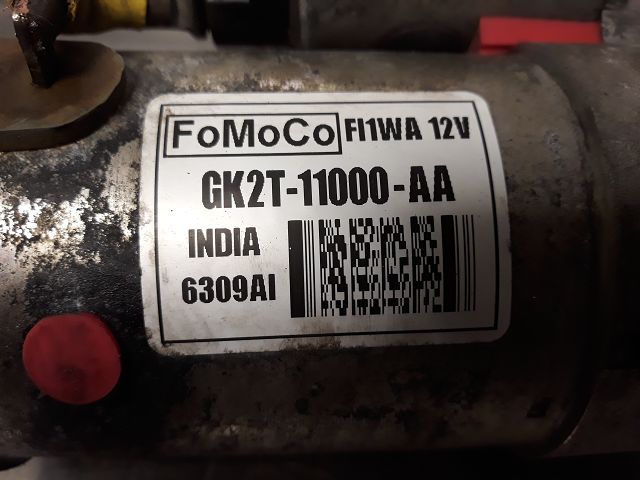 FoMoCo FI1WA 12V
GK2T-11000-AA
INDIA
6309AI